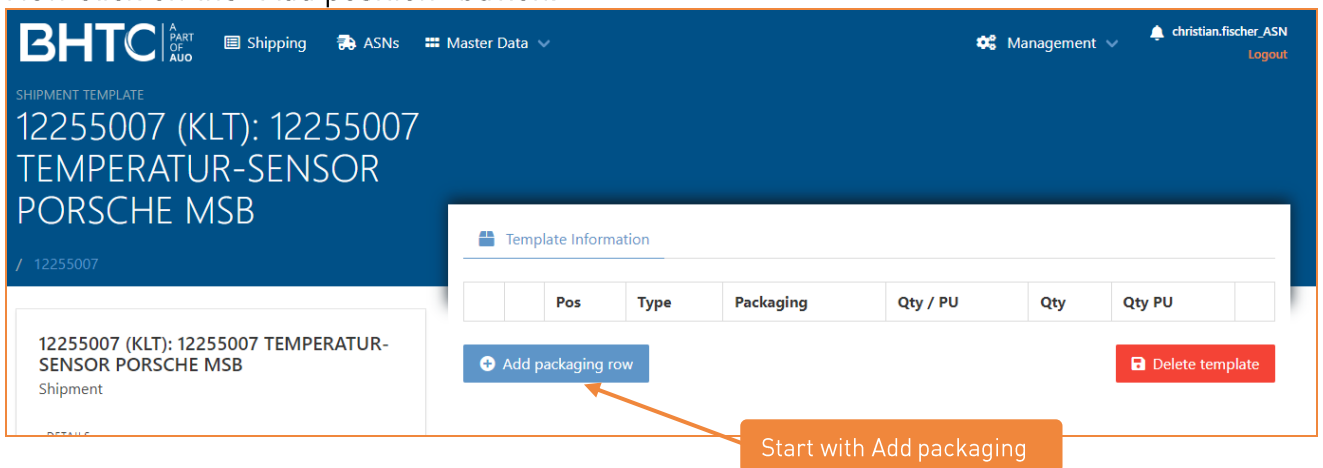 BHTC A PART OF AUO
Shipping
ASNs
Master Data
Management
christian.fischer_ASN
Logout
SHIPMENT TEMPLATE
12255007 (KLT): 12255007
TEMPERATUR-SENSOR
PORSCHE MSB
/ 12255007
Template Information
Pos Type Packaging Qty / PU Qty Qty PU
Add packaging row
Delete template
12255007 (KLT): 12255007 TEMPERATUR-
SENSOR PORSCHE MSB
Shipment
Start with Add packaging